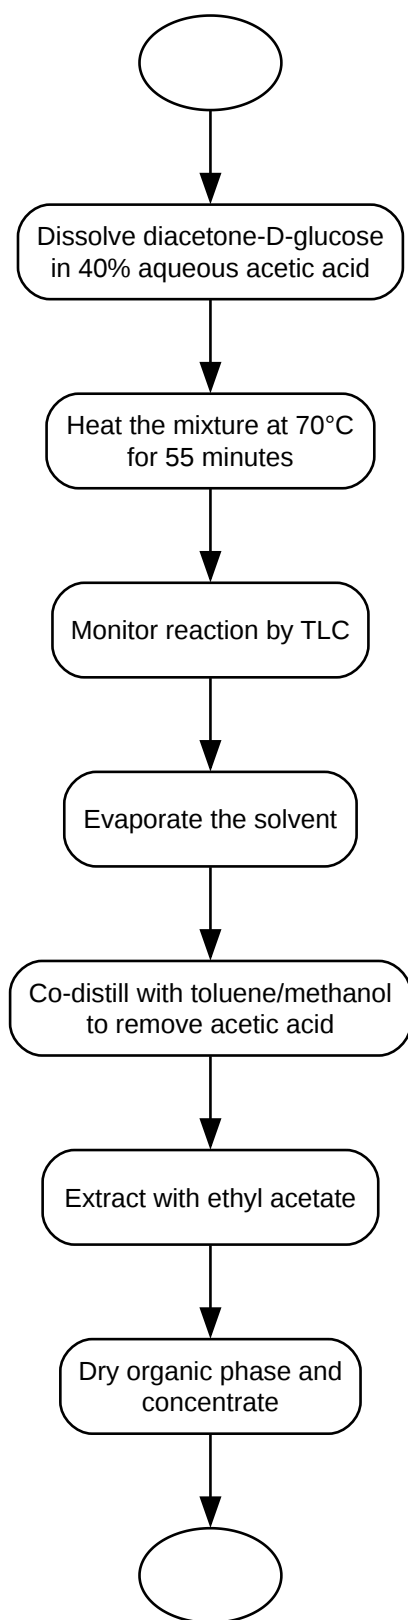 Dissolve diacetone-D-glucose
in 40% aqueous acetic acid
Heat the mixture at 70°C
for 55 minutes
Monitor reaction by TLC
Evaporate the solvent
Co-distill with toluene/methanol
to remove acetic acid
Extract with ethyl acetate
Dry organic phase and
concentrate